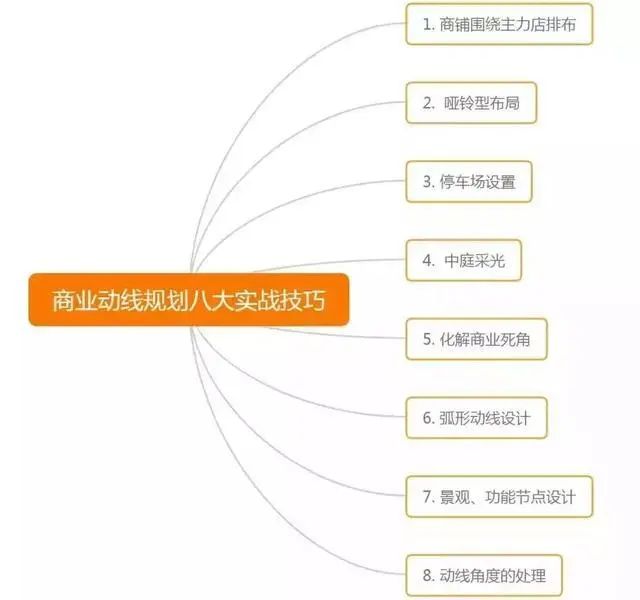 1. 商铺围绕主力店排布
2. 哑铃型布局
3. 停车场设置
4. 中庭采光
商业动线规划八大实战技巧
5. 化解商业死角
6. 弧形动线设计
7. 景观、功能节点设计
8. 动线角度的处理